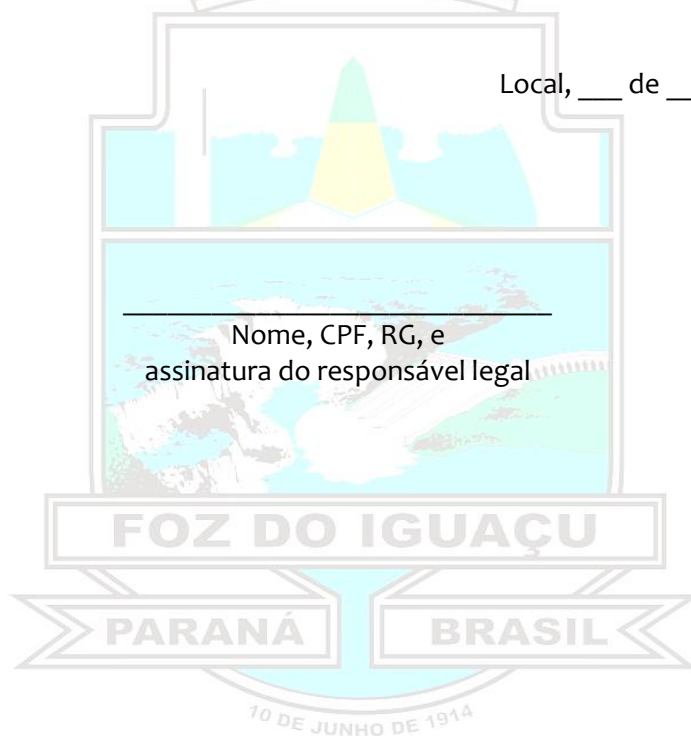 Local, ___ de __
______________________________
Nome, CPF, RG, e
assinatura do responsável legal
FOZ DO IGUAÇU
PARANÁ BRASIL
10 DE JUNHO DE 1914